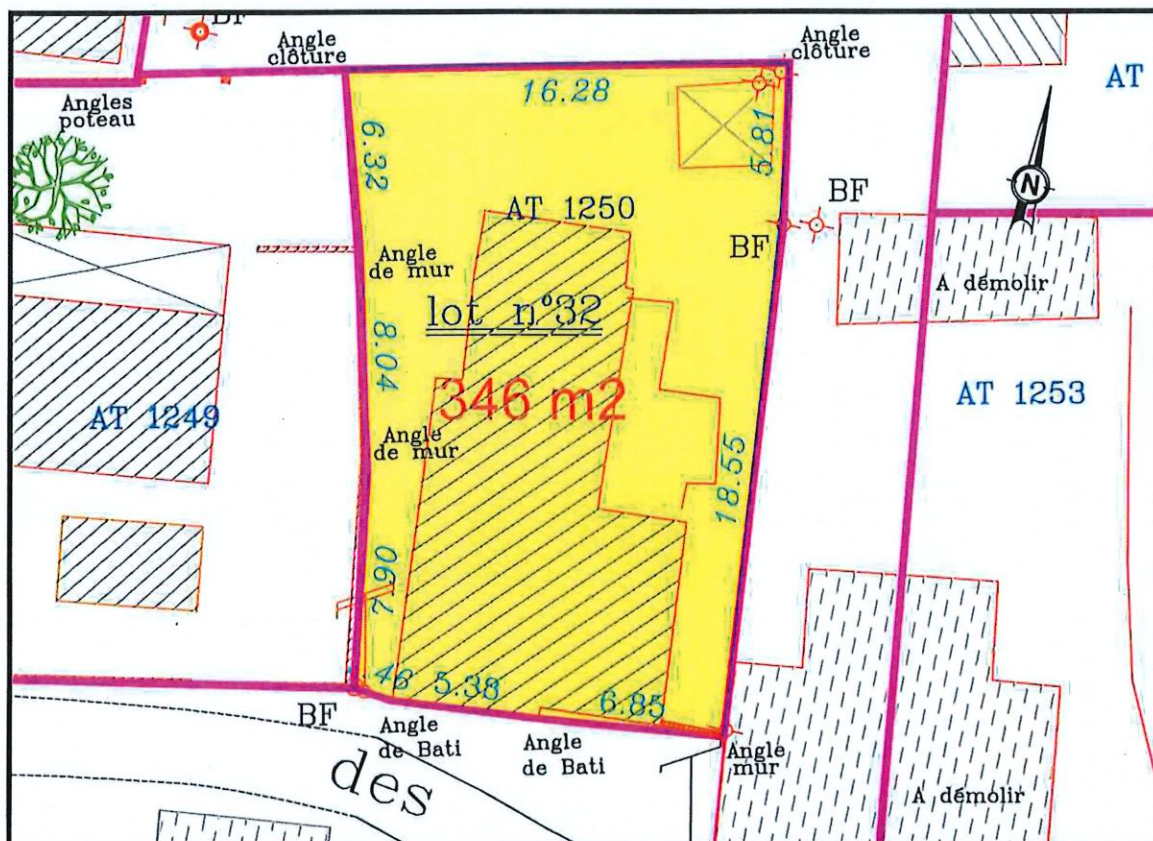 BF
Angle
clôture
Angle
clôture
AT
16.28
Angles
poteau
6.32
5.81
N
AT 1250
BF
BF
Angle
de mur
A démolir
lot n°32
8.04
346 m2
AT 1249
AT 1253
Angle
de mur
18.55
7.90
46
5.38
6.85
BF
Angle
de Bati
Angle
de Bati
Angle
mur
des
A démolir